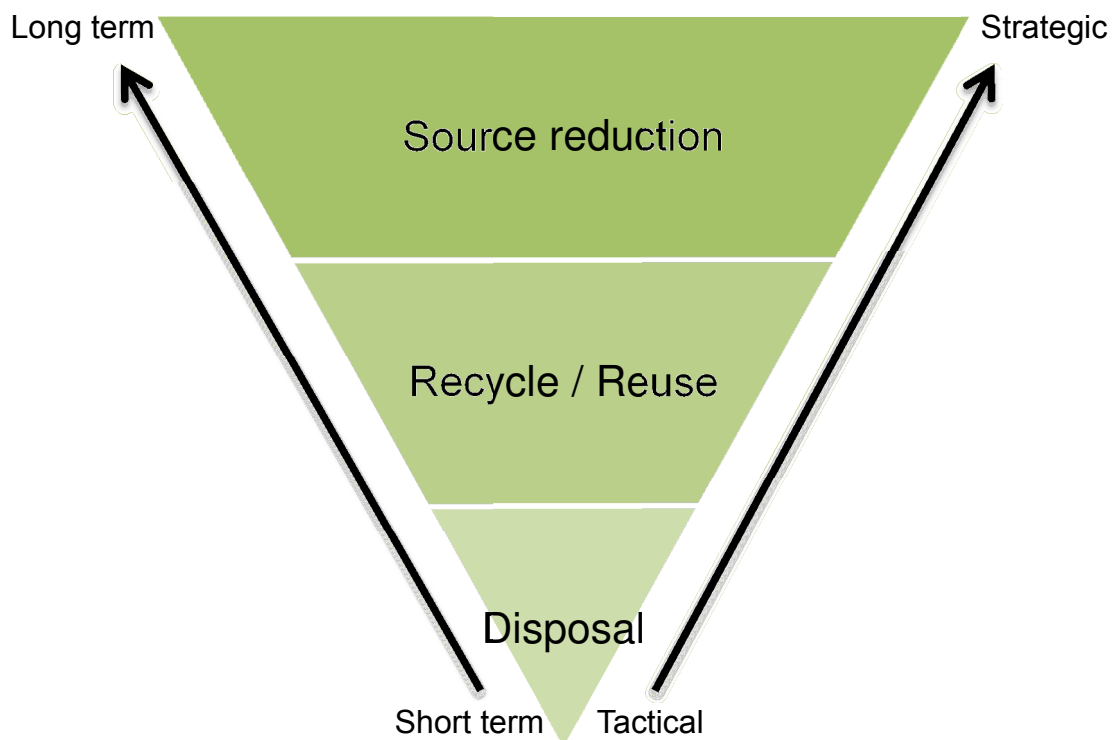 Long term
Strategic
Source reduction
Recycle / Reuse
Disposal
Short term
Tactical